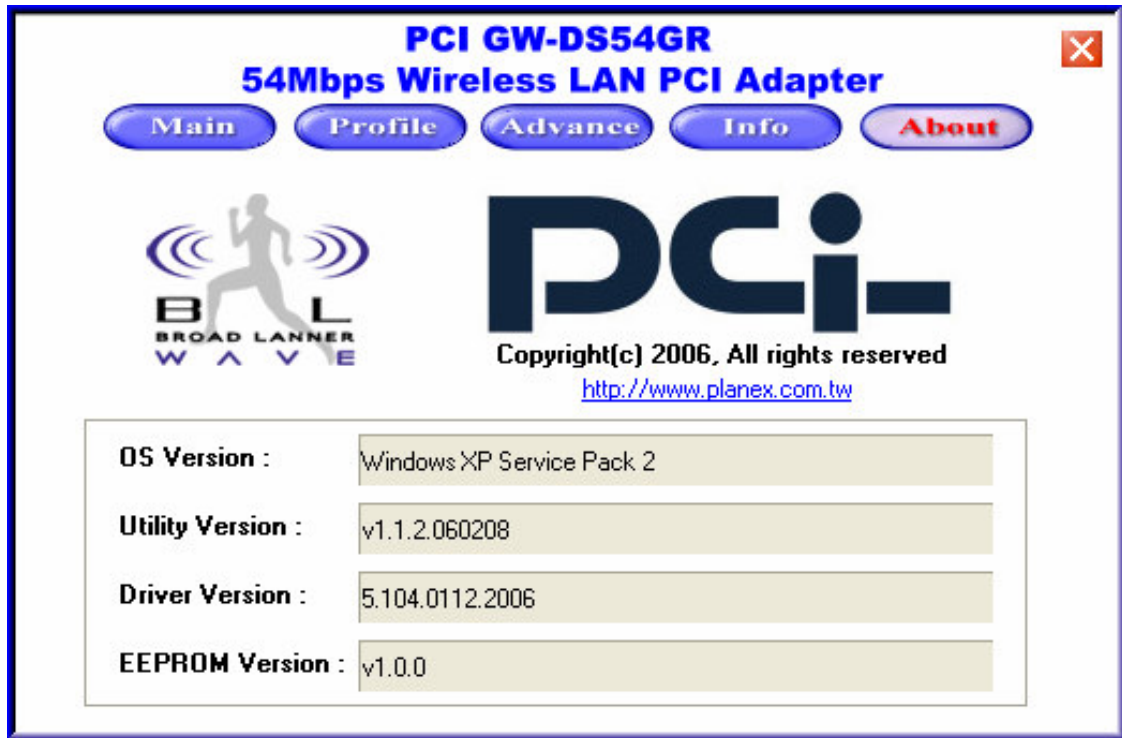 PCI GW-DS54GR
54Mbps Wireless LAN PCI Adapter
Main Profile Advance Info About
B L
BROAD LANNER
WAVE
PCi
Copyright(c) 2006, All rights reserved
http://www.planex.com.tw
OS Version : Windows XP Service Pack 2
Utility Version : v1.1.2.060208
Driver Version : 5.104.0112.2006
EEPROM Version : v1.0.0